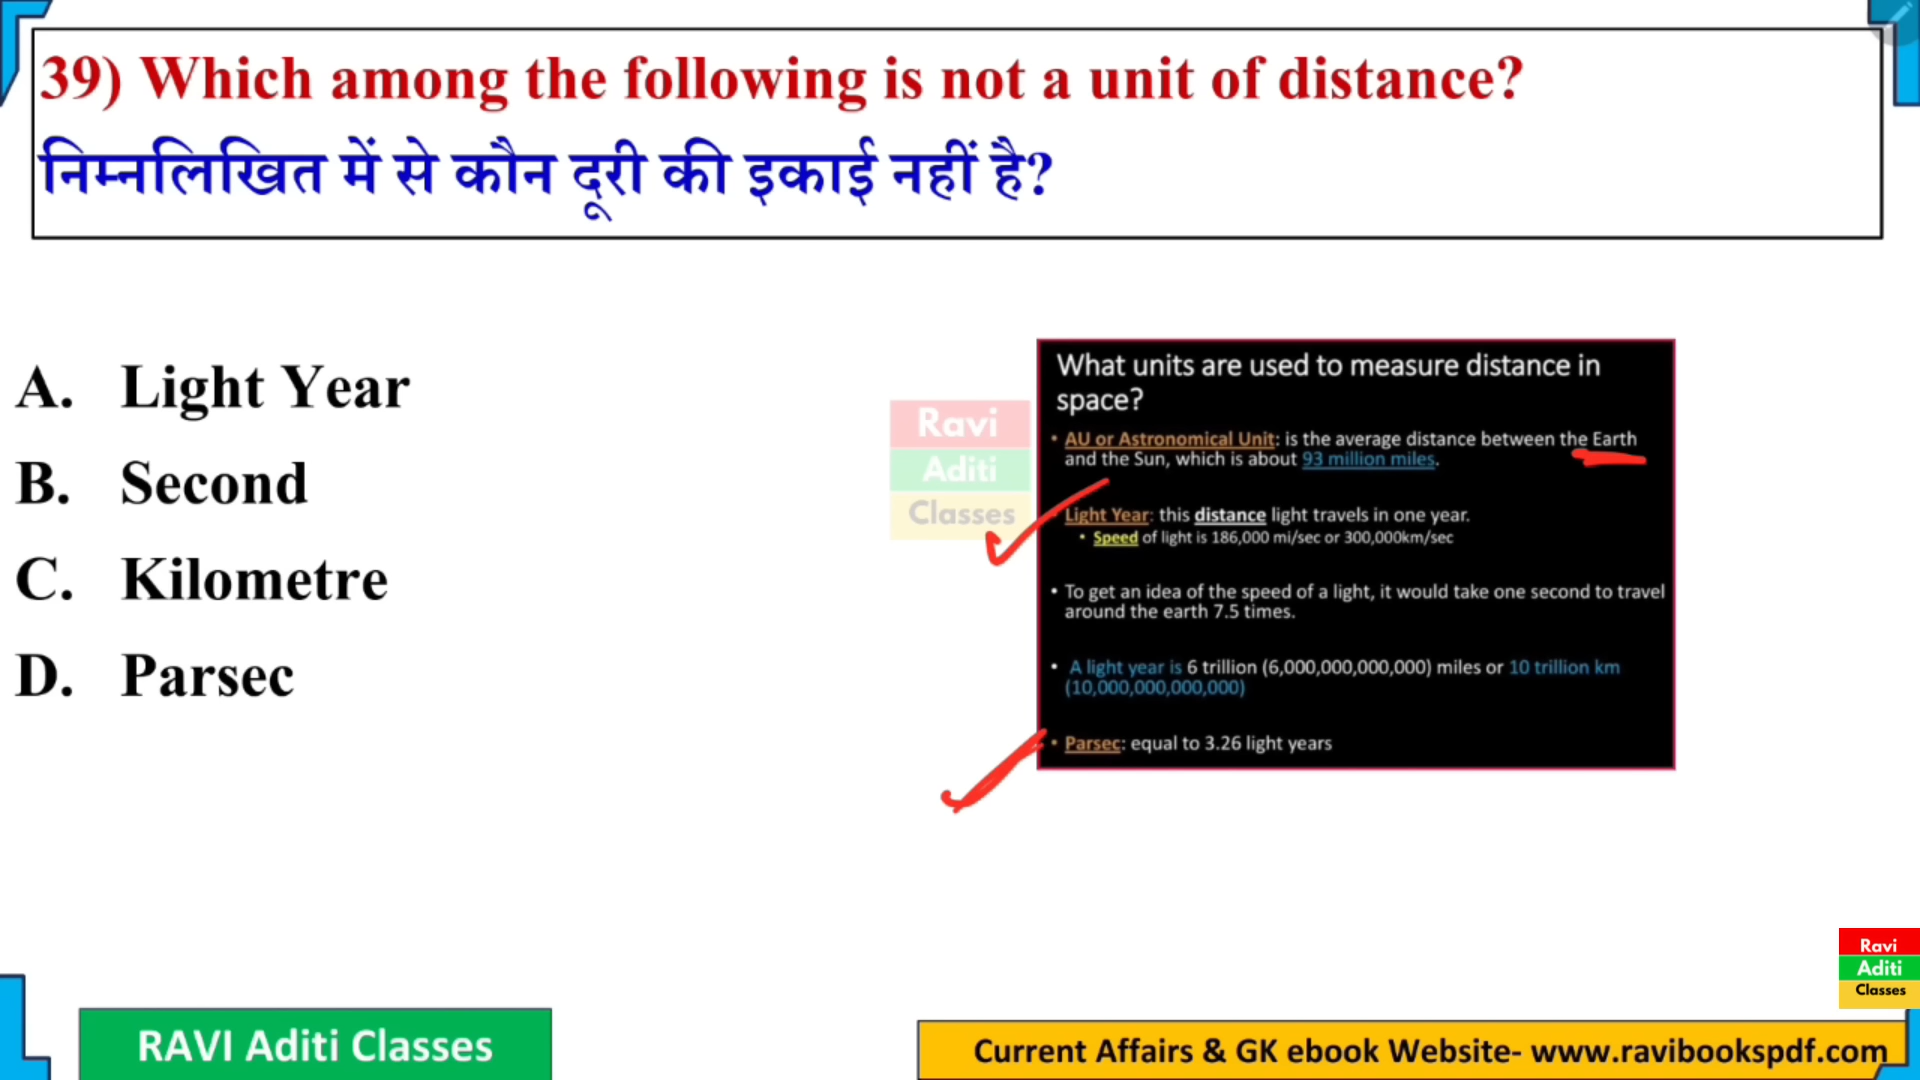 39) Which among the following is not a unit of distance?
निम्नलिखित में से कौन दूरी की इकाई नहीं है?
A. Light Year
B. Second
C. Kilometre
D. Parsec
Ravi
Aditi
Classes
What units are used to measure distance in
space?
• AU or Astronomical Unit: is the average distance between the Earth
and the Sun, which is about 93 million miles.
• Light Year: this distance light travels in one year.
• Speed of light is 186,000 mi/sec or 300,000km/sec
• To get an idea of the speed of a light, it would take one second to travel
around the earth 7.5 times.
• A light year is 6 trillion (6,000,000,000,000) miles or 10 trillion km
(10,000,000,000,000)
• Parsec: equal to 3.26 light years
Ravi
Aditi
Classes
RAVI Aditi Classes
Current Affairs & GK ebook Website- www.ravibookspdf.com